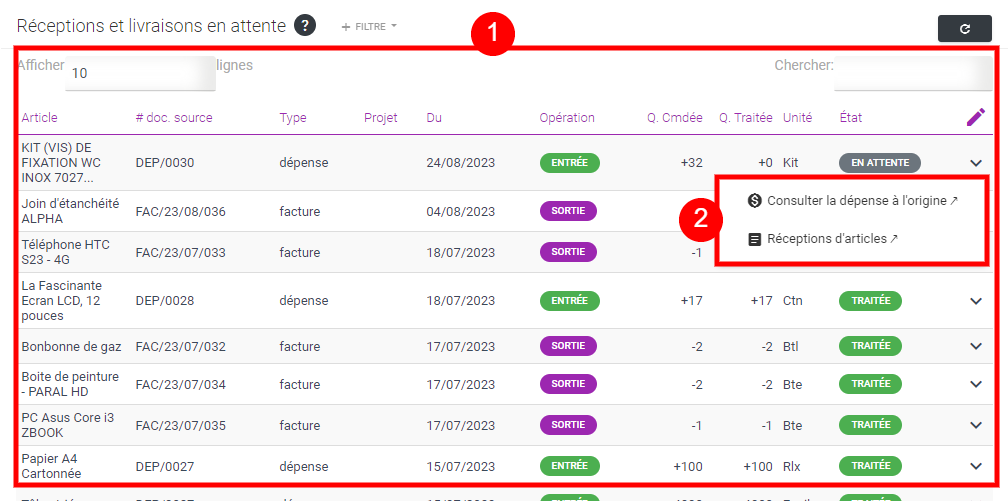 Réceptions et livraisons en attente ? + FILTRE
1
Afficher 10 lignes Chercher:
Article # doc. source Type Projet Du Opération Q. Cmdée Q. Traitée Unité État
KIT (VIS) DE
FIXATION WC
INOX 7027...
DEP/0030 dépense 24/08/2023 ENTRÉE +32 +0 Kit EN ATTENTE
Join d'étanchéité
ALPHA
FAC/23/08/036 facture 04/08/2023 SORTIE
2
Consulter la dépense à l'origine ↗
Réceptions d'articles ↗
Téléphone HTC
S23 - 4G
FAC/23/07/033 facture 18/07/2023 SORTIE -1
La Fascinante
Ecran LCD, 12
pouces
DEP/0028 dépense 18/07/2023 ENTRÉE +17 +17 Ctn TRAITÉE
Bonbonne de gaz FAC/23/07/032 facture 17/07/2023 SORTIE -2 -2 Btl TRAITÉE
Boite de peinture
- PARAL HD
FAC/23/07/034 facture 17/07/2023 SORTIE -2 -2 Bte TRAITÉE
PC Asus Core i3
ZBOOK
FAC/23/07/035 facture 17/07/2023 SORTIE -1 -1 Bte TRAITÉE
Papier A4
Cartonnée
DEP/0027 dépense 15/07/2023 ENTRÉE +100 +100 Rlx TRAITÉE